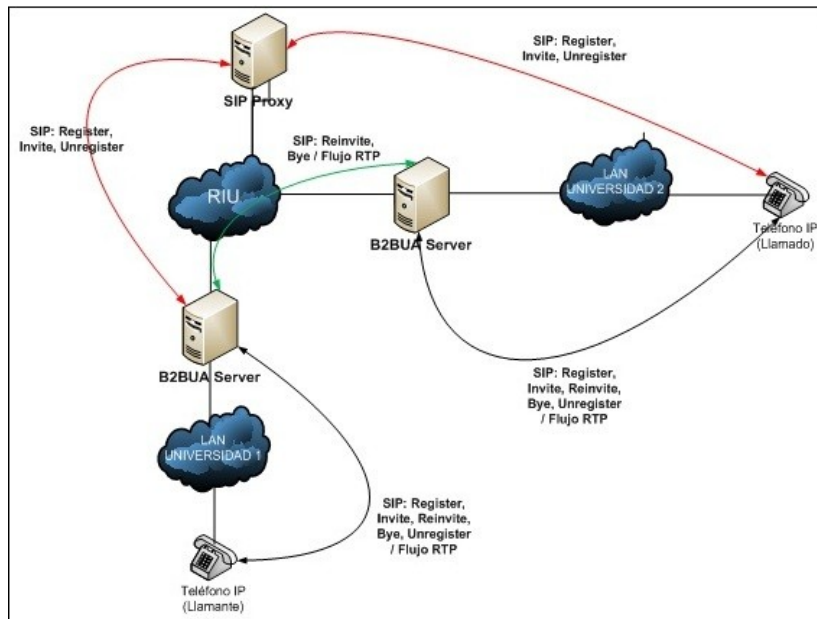 SIP: Register,
Invite, Unregister
SIP Proxy
SIP: Register,
Invite, Unregister
SIP: Reinvite,
Bye / Flujo RTP
RIU
B2BUA Server
LAN
UNIVERSIDAD 2
Teléfono IP
(Llamado)
B2BUA Server
SIP: Register,
Invite, Reinvite,
Bye, Unregister
/ Flujo RTP
LAN
UNIVERSIDAD 1
SIP: Register,
Invite, Reinvite,
Bye, Unregister
/ Flujo RTP
Teléfono IP
(Llamante)